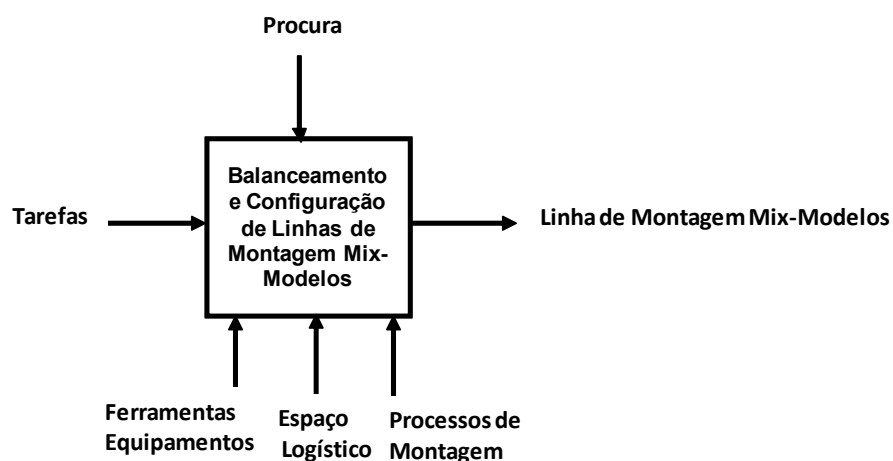 Procura
Balanceamento
e Configuração
de Linhas de
Montagem Mix-
Modelos
Tarefas
Linha de Montagem Mix-Modelos
Ferramentas
Equipamentos
Espaço
Logístico
Processos de
Montagem